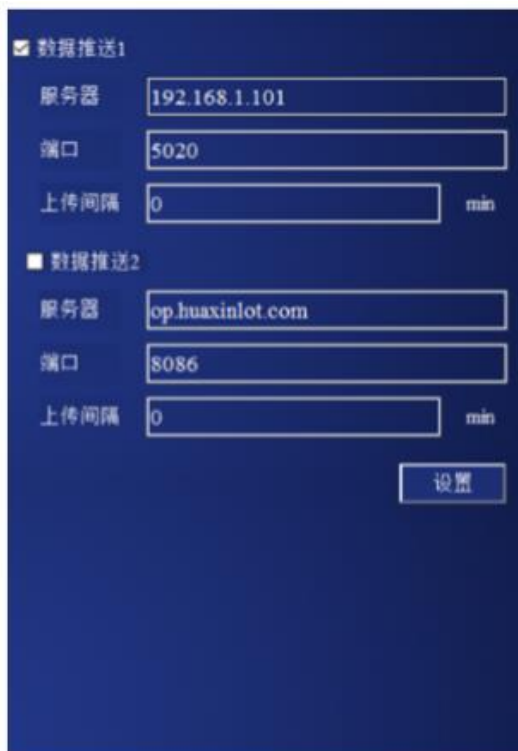 数据推送1
服务器 192.168.1.101
端口 5020
上传间隔 0 min
数据推送2
服务器 op.huaxinlot.com
端口 8086
上传间隔 0 min
设置